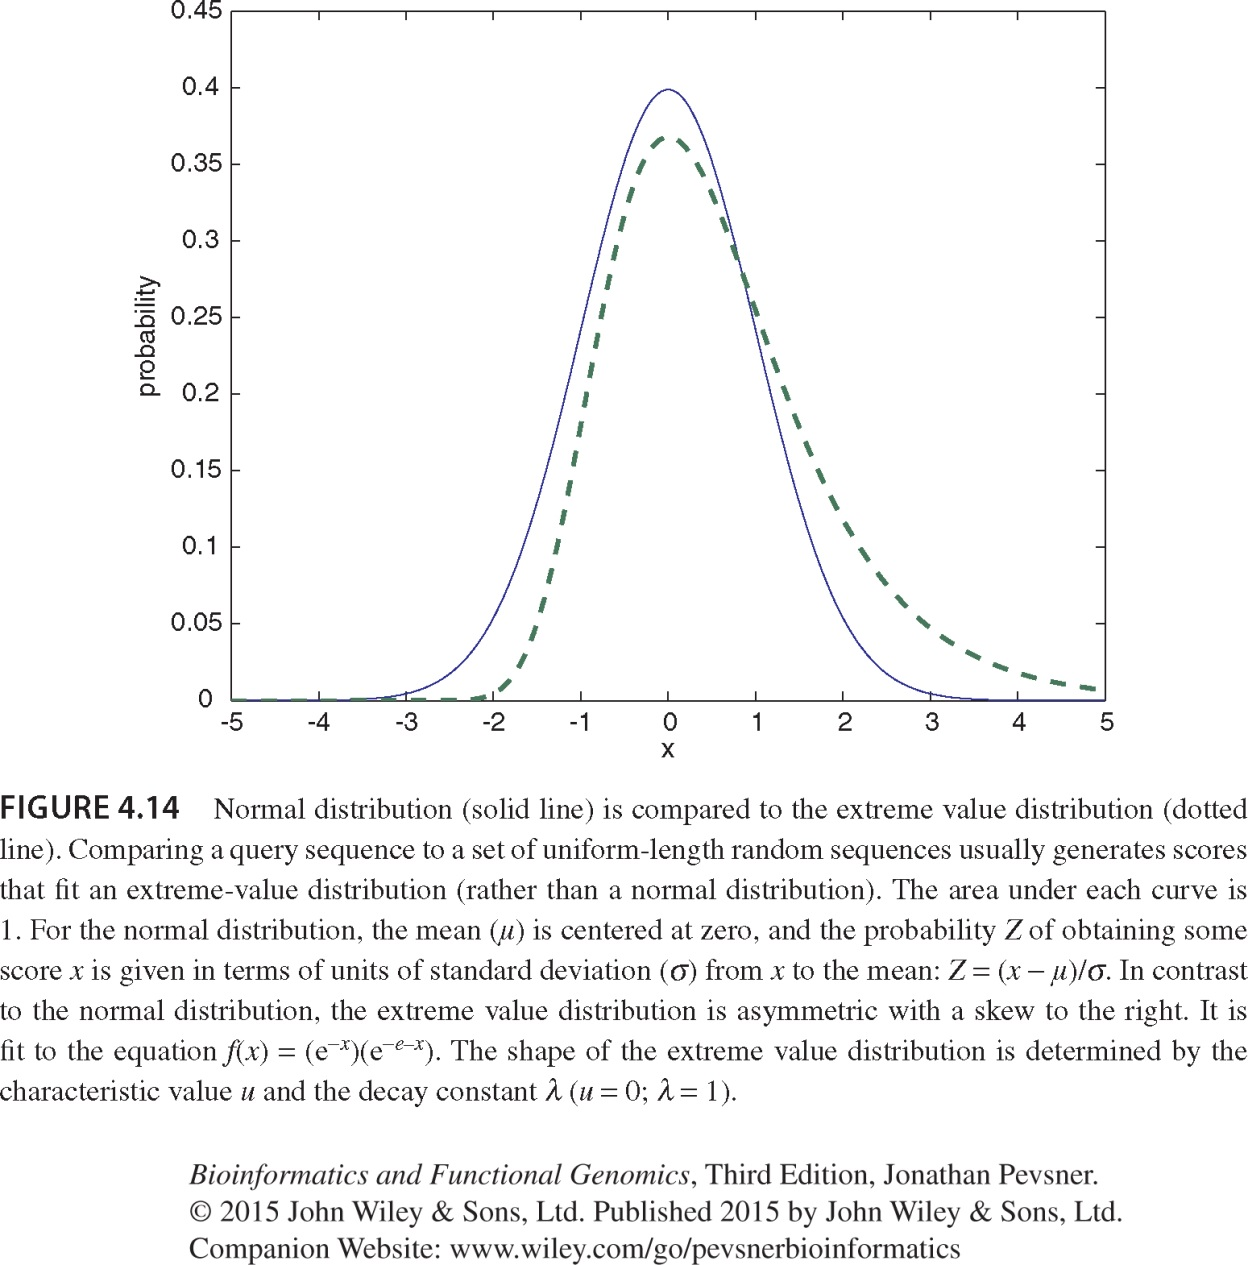 0.45
0.4
0.35
0.3
0.25
0.2
0.15
0.1
0.05
0
probability
-5 -4 -3 -2 -1 0 1 2 3 4 5
x
FIGURE 4.14 Normal distribution (solid line) is compared to the extreme value distribution (dotted
line). Comparing a query sequence to a set of uniform-length random sequences usually generates scores
that fit an extreme-value distribution (rather than a normal distribution). The area under each curve is
1. For the normal distribution, the mean (μ) is centered at zero, and the probability Z of obtaining some
score x is given in terms of units of standard deviation (σ) from x to the mean: Z = (x − μ)/σ. In contrast
to the normal distribution, the extreme value distribution is asymmetric with a skew to the right. It is
fit to the equation f(x) = (e⁻ˣ)(e⁻ᵉ⁻ˣ). The shape of the extreme value distribution is determined by the
characteristic value u and the decay constant λ (u = 0; λ = 1).
Bioinformatics and Functional Genomics, Third Edition, Jonathan Pevsner.
© 2015 John Wiley & Sons, Ltd. Published 2015 by John Wiley & Sons, Ltd.
Companion Website: www.wiley.com/go/pevsnerbioinformatics